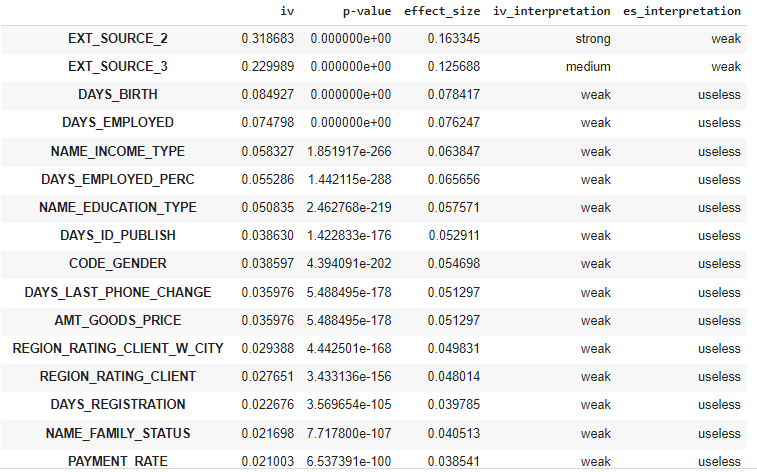 iv p-value effect_size iv_interpretation es_interpretation
EXT_SOURCE_2 0.318683 0.000000e+00 0.163345 strong weak
EXT_SOURCE_3 0.229989 0.000000e+00 0.125688 medium weak
DAYS_BIRTH 0.084927 0.000000e+00 0.078417 weak useless
DAYS_EMPLOYED 0.074798 0.000000e+00 0.076247 weak useless
NAME_INCOME_TYPE 0.058327 1.851917e-266 0.063847 weak useless
DAYS_EMPLOYED_PERC 0.055286 1.442115e-288 0.065656 weak useless
NAME_EDUCATION_TYPE 0.050835 2.462768e-219 0.057571 weak useless
DAYS_ID_PUBLISH 0.038630 1.422833e-176 0.052911 weak useless
CODE_GENDER 0.038597 4.394091e-202 0.054698 weak useless
DAYS_LAST_PHONE_CHANGE 0.035976 5.488495e-178 0.051297 weak useless
AMT_GOODS_PRICE 0.035976 5.488495e-178 0.051297 weak useless
REGION_RATING_CLIENT_W_CITY 0.029388 4.442501e-168 0.049831 weak useless
REGION_RATING_CLIENT 0.027651 3.433136e-156 0.048014 weak useless
DAYS_REGISTRATION 0.022676 3.569654e-105 0.039785 weak useless
NAME_FAMILY_STATUS 0.021698 7.717800e-107 0.040513 weak useless
PAYMENT_RATE 0.021003 6.537391e-100 0.038541 weak useless